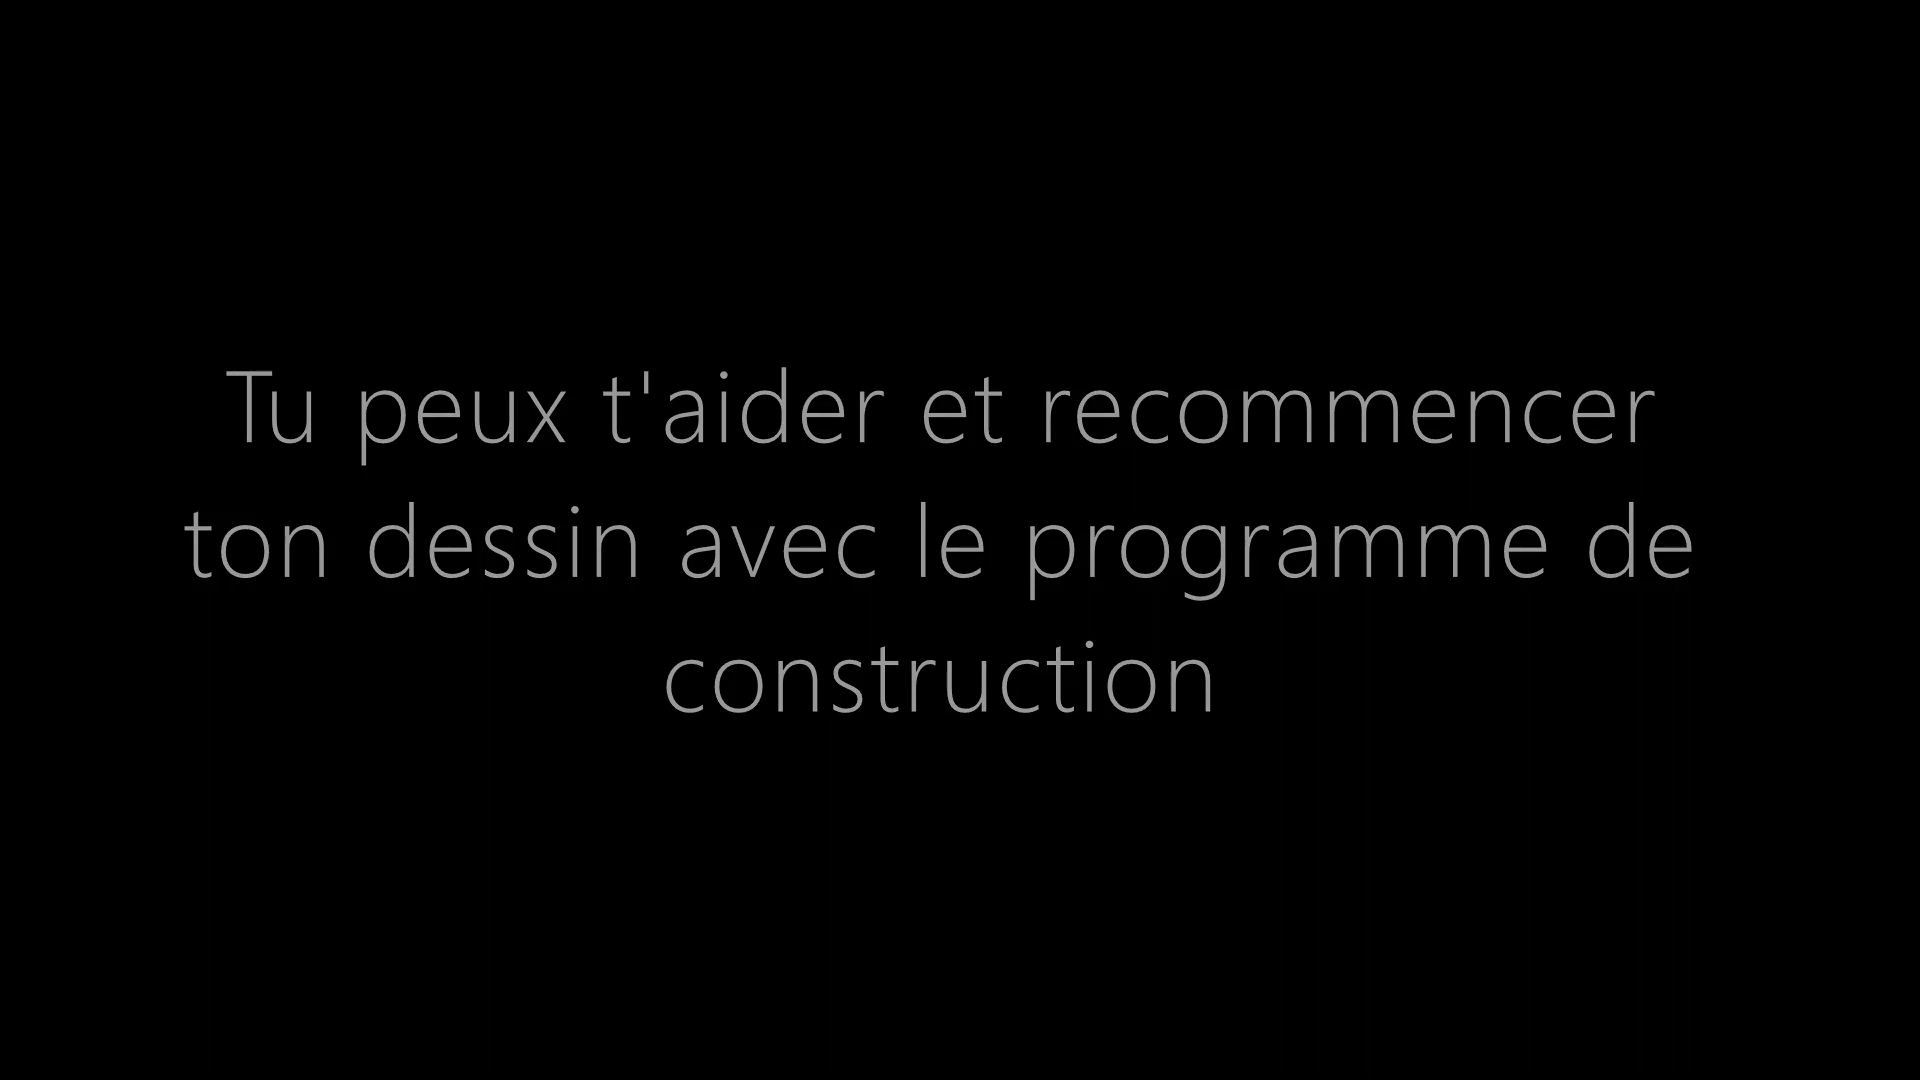 Tu peux t'aider et recommencer
ton dessin avec le programme de
construction